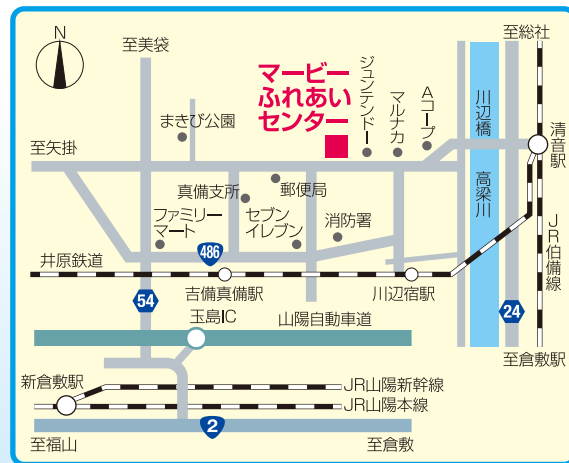 N
至美袋
至総社
マービー
ふれあい
センター
ジュンテンドー
マルナカ
Aコープ
川辺橋
清音駅
まきび公園
至矢掛
高梁川
郵便局
真備支所
ファミリー
マート
セブン
イレブン
消防署
JR伯備線
486
井原鉄道
吉備真備駅
川辺宿駅
54
玉島IC
山陽自動車道
24
至倉敷駅
新倉敷駅
JR山陽新幹線
JR山陽本線
2
至福山
至倉敷